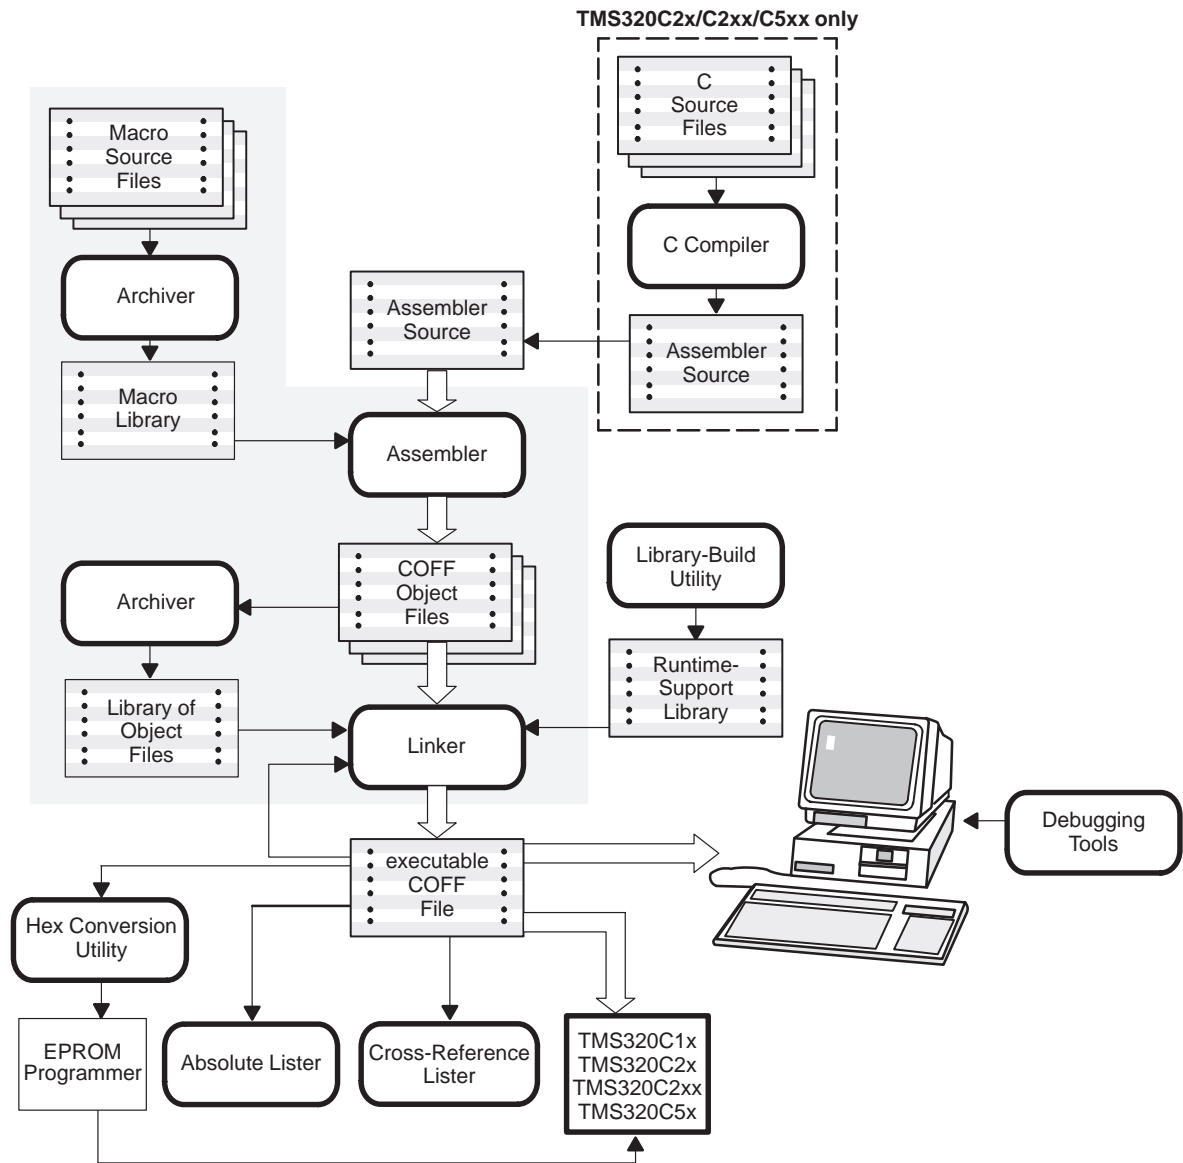 TMS320C2x/C2xx/C5xx only
C
Source
Files
Macro
Source
Files
C Compiler
Archiver
Assembler
Source
Assembler
Source
Macro
Library
Assembler
Library-Build
Utility
COFF
Object
Files
Archiver
Runtime-
Support
Library
Library of
Object
Files
Linker
Debugging
Tools
executable
COFF
File
Hex Conversion
Utility
EPROM
Programmer
Absolute Lister
Cross-Reference
Lister
TMS320C1x
TMS320C2x
TMS320C2xx
TMS320C5x